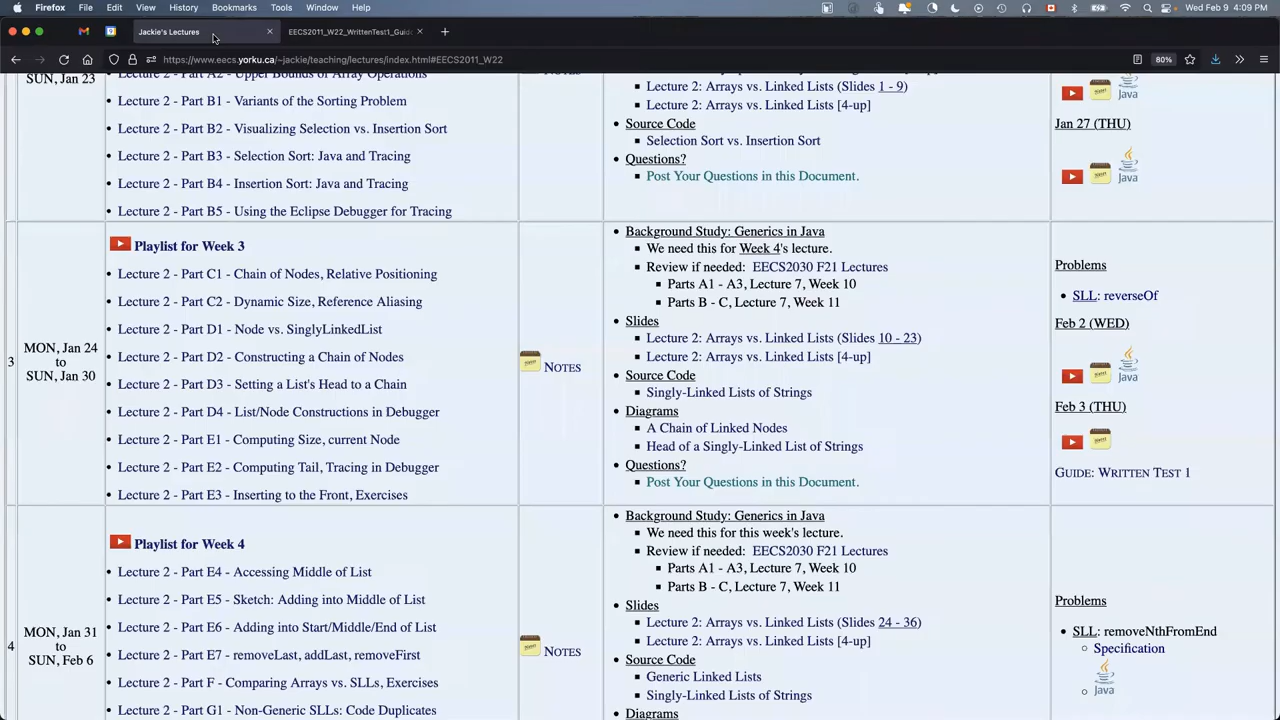 Firefox File Edit View History Bookmarks Tools Window Help Wed Feb 9 4:09 PM
Jackie's Lectures × EECS2011_W22_WrittenTest1_Guid × +
https://www.eecs.yorku.ca/~jackie/teaching/lectures/index.html#EECS2011_W22 80%
SUN, Jan 23
Lecture 2 - Part A2 - Upper Bounds of Array Operations
• Lecture 2 - Part B1 - Variants of the Sorting Problem
• Lecture 2 - Part B2 - Visualizing Selection vs. Insertion Sort
• Lecture 2 - Part B3 - Selection Sort: Java and Tracing
• Lecture 2 - Part B4 - Insertion Sort: Java and Tracing
• Lecture 2 - Part B5 - Using the Eclipse Debugger for Tracing
NOTES
Lecture 2: Arrays vs. Linked Lists (Slides 1 - 9)
Lecture 2: Arrays vs. Linked Lists [4-up]
• Source Code
Selection Sort vs. Insertion Sort
• Questions?
Post Your Questions in this Document.
Java
Jan 27 (THU)
Java
3
MON, Jan 24
to
SUN, Jan 30
Playlist for Week 3
• Lecture 2 - Part C1 - Chain of Nodes, Relative Positioning
• Lecture 2 - Part C2 - Dynamic Size, Reference Aliasing
• Lecture 2 - Part D1 - Node vs. SinglyLinkedList
• Lecture 2 - Part D2 - Constructing a Chain of Nodes
• Lecture 2 - Part D3 - Setting a List's Head to a Chain
• Lecture 2 - Part D4 - List/Node Constructions in Debugger
• Lecture 2 - Part E1 - Computing Size, current Node
• Lecture 2 - Part E2 - Computing Tail, Tracing in Debugger
• Lecture 2 - Part E3 - Inserting to the Front, Exercises
NOTES
• Background Study: Generics in Java
We need this for Week 4's lecture.
Review if needed: EECS2030 F21 Lectures
Parts A1 - A3, Lecture 7, Week 10
Parts B - C, Lecture 7, Week 11
• Slides
Lecture 2: Arrays vs. Linked Lists (Slides 10 - 23)
Lecture 2: Arrays vs. Linked Lists [4-up]
• Source Code
Singly-Linked Lists of Strings
• Diagrams
A Chain of Linked Nodes
Head of a Singly-Linked List of Strings
• Questions?
Post Your Questions in this Document.
Problems
• SLL: reverseOf
Feb 2 (WED)
Java
Feb 3 (THU)
GUIDE: WRITTEN TEST 1
4
MON, Jan 31
to
SUN, Feb 6
Playlist for Week 4
• Lecture 2 - Part E4 - Accessing Middle of List
• Lecture 2 - Part E5 - Sketch: Adding into Middle of List
• Lecture 2 - Part E6 - Adding into Start/Middle/End of List
• Lecture 2 - Part E7 - removeLast, addLast, removeFirst
• Lecture 2 - Part F - Comparing Arrays vs. SLLs, Exercises
• Lecture 2 - Part G1 - Non-Generic SLLs: Code Duplicates
NOTES
• Background Study: Generics in Java
We need this for this week's lecture.
Review if needed: EECS2030 F21 Lectures
Parts A1 - A3, Lecture 7, Week 10
Parts B - C, Lecture 7, Week 11
• Slides
Lecture 2: Arrays vs. Linked Lists (Slides 24 - 36)
Lecture 2: Arrays vs. Linked Lists [4-up]
• Source Code
Generic Linked Lists
Singly-Linked Lists of Strings
• Diagrams
Problems
• SLL: removeNthFromEnd
Specification
Java